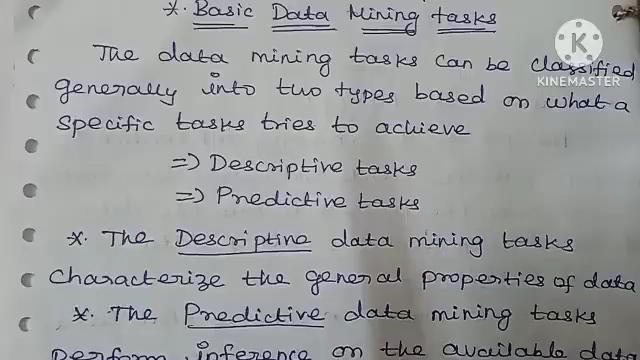 *. Basic Data Mining tasks
The data mining tasks can be classified
generally into two types based on what a
specific tasks tries to achieve
=> Descriptive tasks
=> Predictive tasks
*. The Descriptive data mining tasks
characterize the general properties of data
*. The Predictive data mining tasks
Perform inference on the available data
K
KINEMASTER